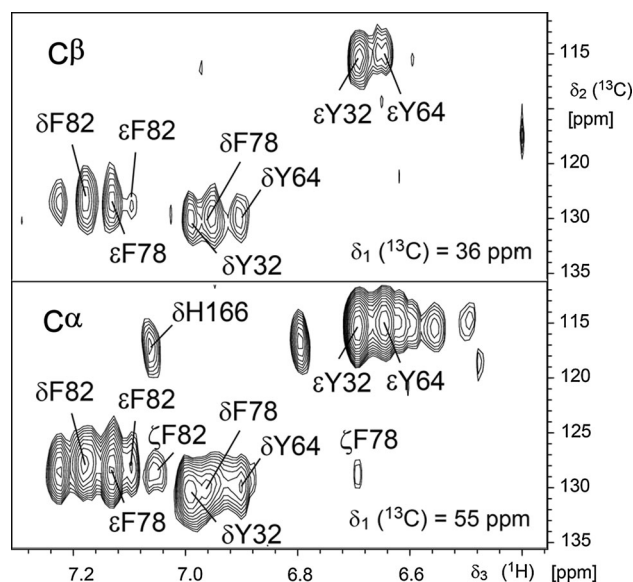 Cβ
115
δ₂ (¹³C)
[ppm]
εY32 εY64
δF82 εF82 δF78 δY64
120
130
εF78 δY32 δ₁ (¹³C) = 36 ppm
135
Cα
δH166
115
εY32 εY64
120
δF82 εF82 ζF82 δF78 δY64 ζF78
125
130
εF78 δY32 δ₁ (¹³C) = 55 ppm
135
7.2 7.0 6.8 6.6 δ₃ (¹H) [ppm]